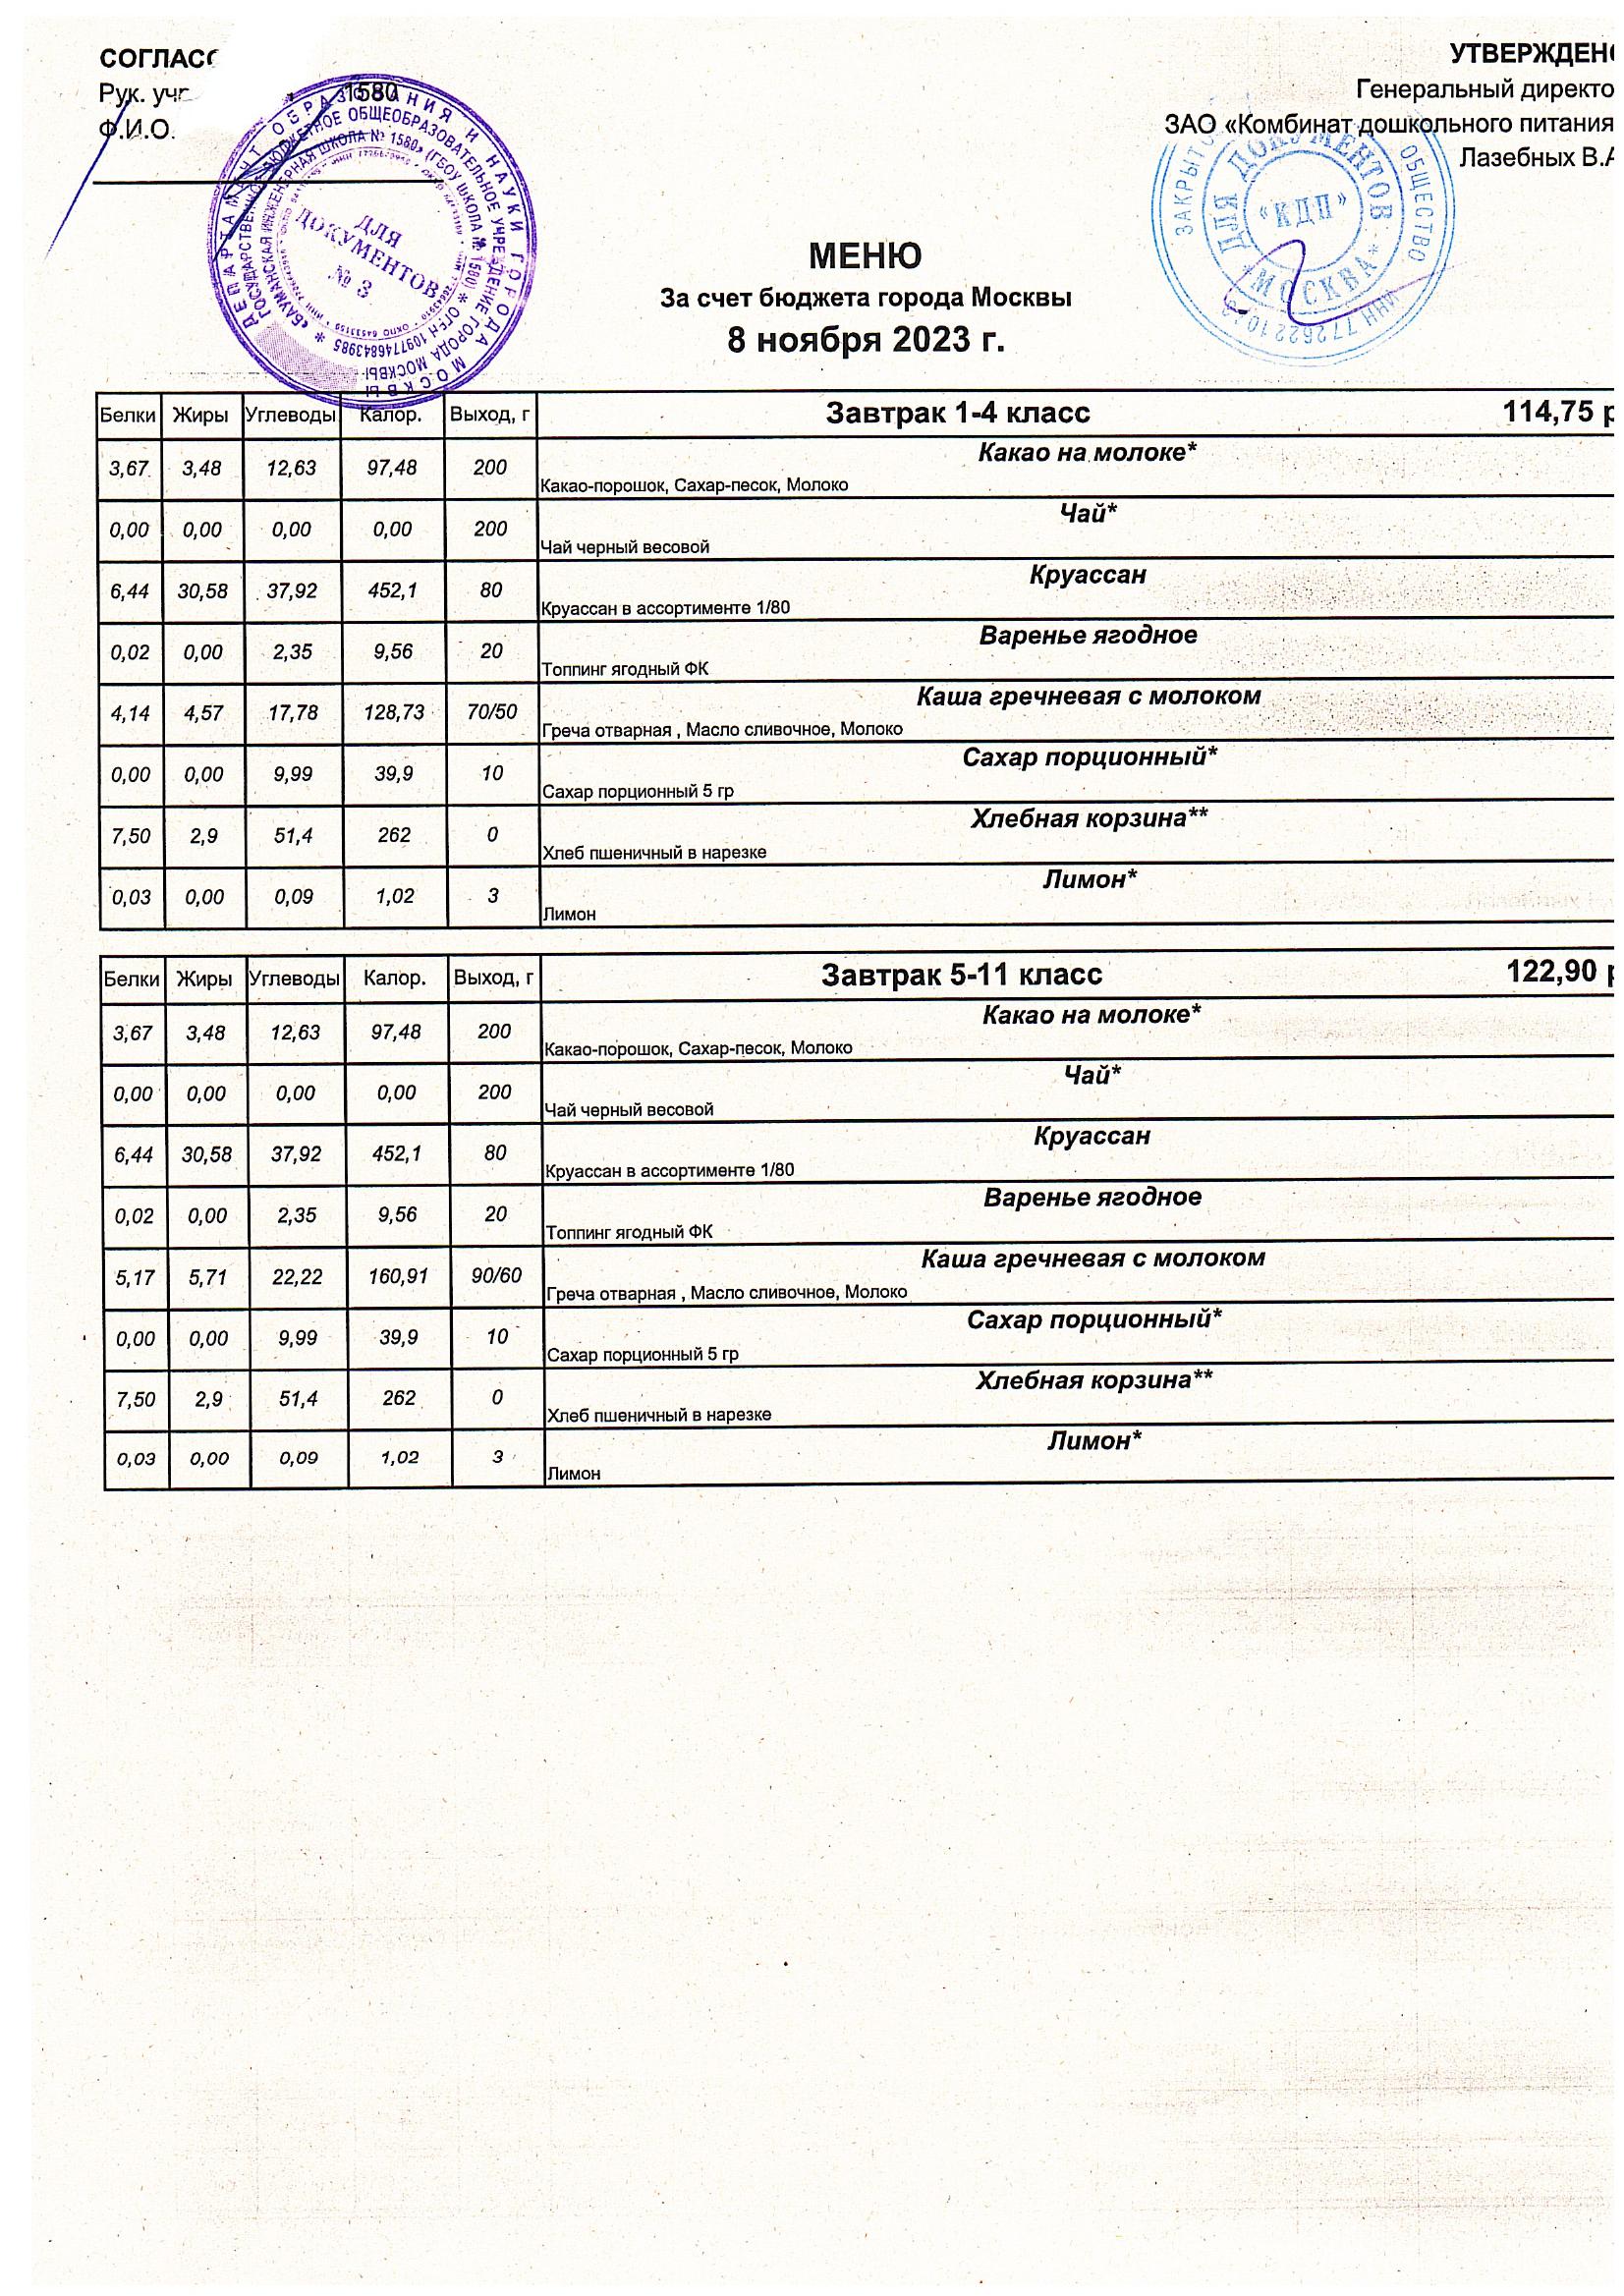 СОГЛАС
Рук. уч 1580
Ф.И.О.
УТВЕРЖДЕН
Генеральный директо
ЗАО «Комбинат дошкольного питания
Лазебных В.А
ДЕПАРТАМЕНТ ОБРАЗОВАНИЯ И НАУКИ ГОРОДА МОСКВЫ
ГОСУДАРСТВЕННОЕ БЮДЖЕТНОЕ ОБЩЕОБРАЗОВАТЕЛЬНОЕ УЧРЕЖДЕНИЕ ГОРОДА МОСКВЫ
«БАУМАНСКАЯ ИНЖЕНЕРНАЯ ШКОЛА № 1580» (ГБОУ ШКОЛА № 1580) * ОГРН 1097746843985 *
ДЛЯ
ДОКУМЕНТОВ
№ 3
ЗАКРЫТО ОБЩЕСТВО
ДЛЯ ДОКУМЕНТОВ
«КДП»
*МОСКВА*
МЕНЮ
За счет бюджета города Москвы
8 ноября 2023 г.
Белки Жиры Углеводы Калор. Выход, г Завтрак 1-4 класс 114,75 р
Какао на молоке*
3,67 3,48 12,63 97,48 200
Какао-порошок, Сахар-песок, Молоко
Чай*
0,00 0,00 0,00 0,00 200
Чай черный весовой
Круассан
6,44 30,58 37,92 452,1 80
Круассан в ассортименте 1/80
Варенье ягодное
0,02 0,00 2,35 9,56 20
Топпинг ягодный ФК
Каша гречневая с молоком
4,14 4,57 17,78 128,73 70/50
Греча отварная , Масло сливочное, Молоко
Сахар порционный*
0,00 0,00 9,99 39,9 10
Сахар порционный 5 гр
Хлебная корзина**
7,50 2,9 51,4 262 0
Хлеб пшеничный в нарезке
Лимон*
0,03 0,00 0,09 1,02 3
Лимон
Белки Жиры Углеводы Калор. Выход, г Завтрак 5-11 класс 122,90 р
Какао на молоке*
3,67 3,48 12,63 97,48 200
Какао-порошок, Сахар-песок, Молоко
Чай*
0,00 0,00 0,00 0,00 200
Чай черный весовой
Круассан
6,44 30,58 37,92 452,1 80
Круассан в ассортименте 1/80
Варенье ягодное
0,02 0,00 2,35 9,56 20
Топпинг ягодный ФК
Каша гречневая с молоком
5,17 5,71 22,22 160,91 90/60
Греча отварная , Масло сливочное, Молоко
Сахар порционный*
0,00 0,00 9,99 39,9 10
Сахар порционный 5 гр
Хлебная корзина**
7,50 2,9 51,4 262 0
Хлеб пшеничный в нарезке
Лимон*
0,03 0,00 0,09 1,02 3
Лимон